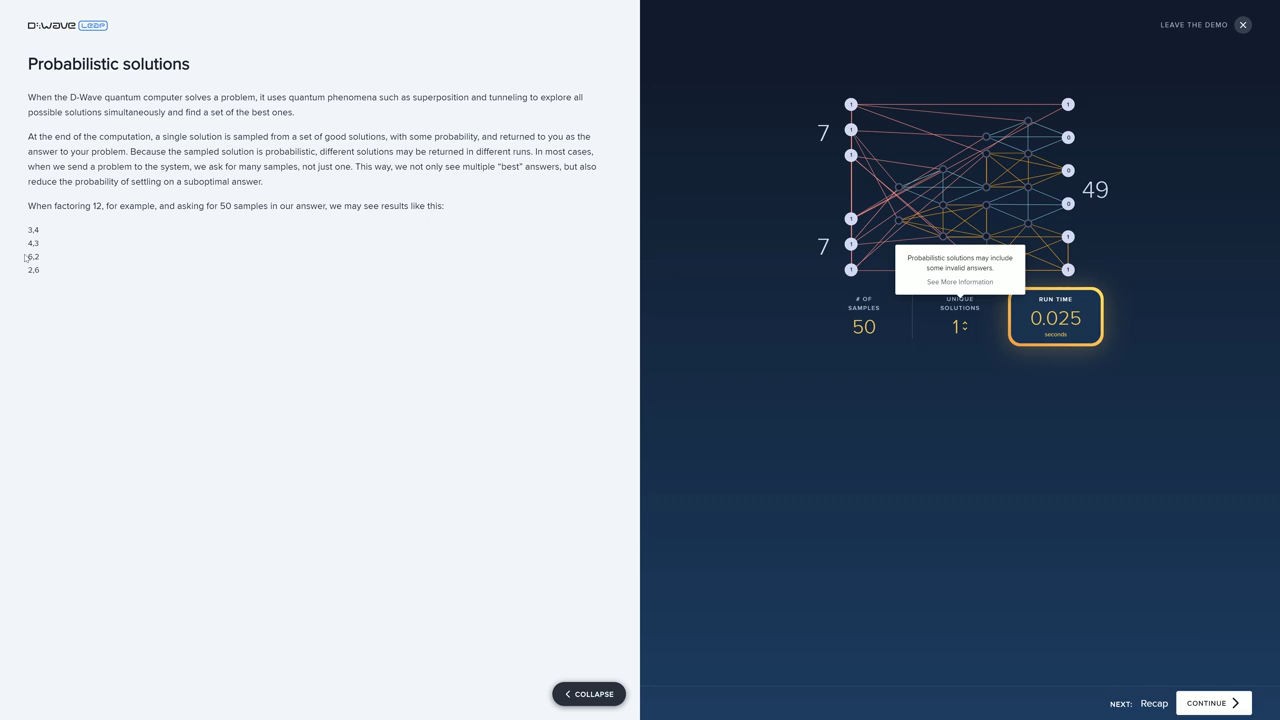 D:WAVE LEAP
Probabilistic solutions
When the D-Wave quantum computer solves a problem, it uses quantum phenomena such as superposition and tunneling to explore all
possible solutions simultaneously and find a set of the best ones.
At the end of the computation, a single solution is sampled from a set of good solutions, with some probability, and returned to you as the
answer to your problem. Because the sampled solution is probabilistic, different solutions may be returned in different runs. In most cases,
when we send a problem to the system, we ask for many samples, not just one. This way, we not only see multiple “best” answers, but also
reduce the probability of settling on a suboptimal answer.
When factoring 12, for example, and asking for 50 samples in our answer, we may see results like this:
3,4
4,3
6,2
2,6
COLLAPSE
LEAVE THE DEMO
1
1
1
7
1
1
1
7
1
0
0
0
1
1
49
Probabilistic solutions may include
some invalid answers.
See More Information
# OF
SAMPLES
50
UNIQUE
SOLUTIONS
1
RUN TIME
0.025
seconds
NEXT: Recap
CONTINUE